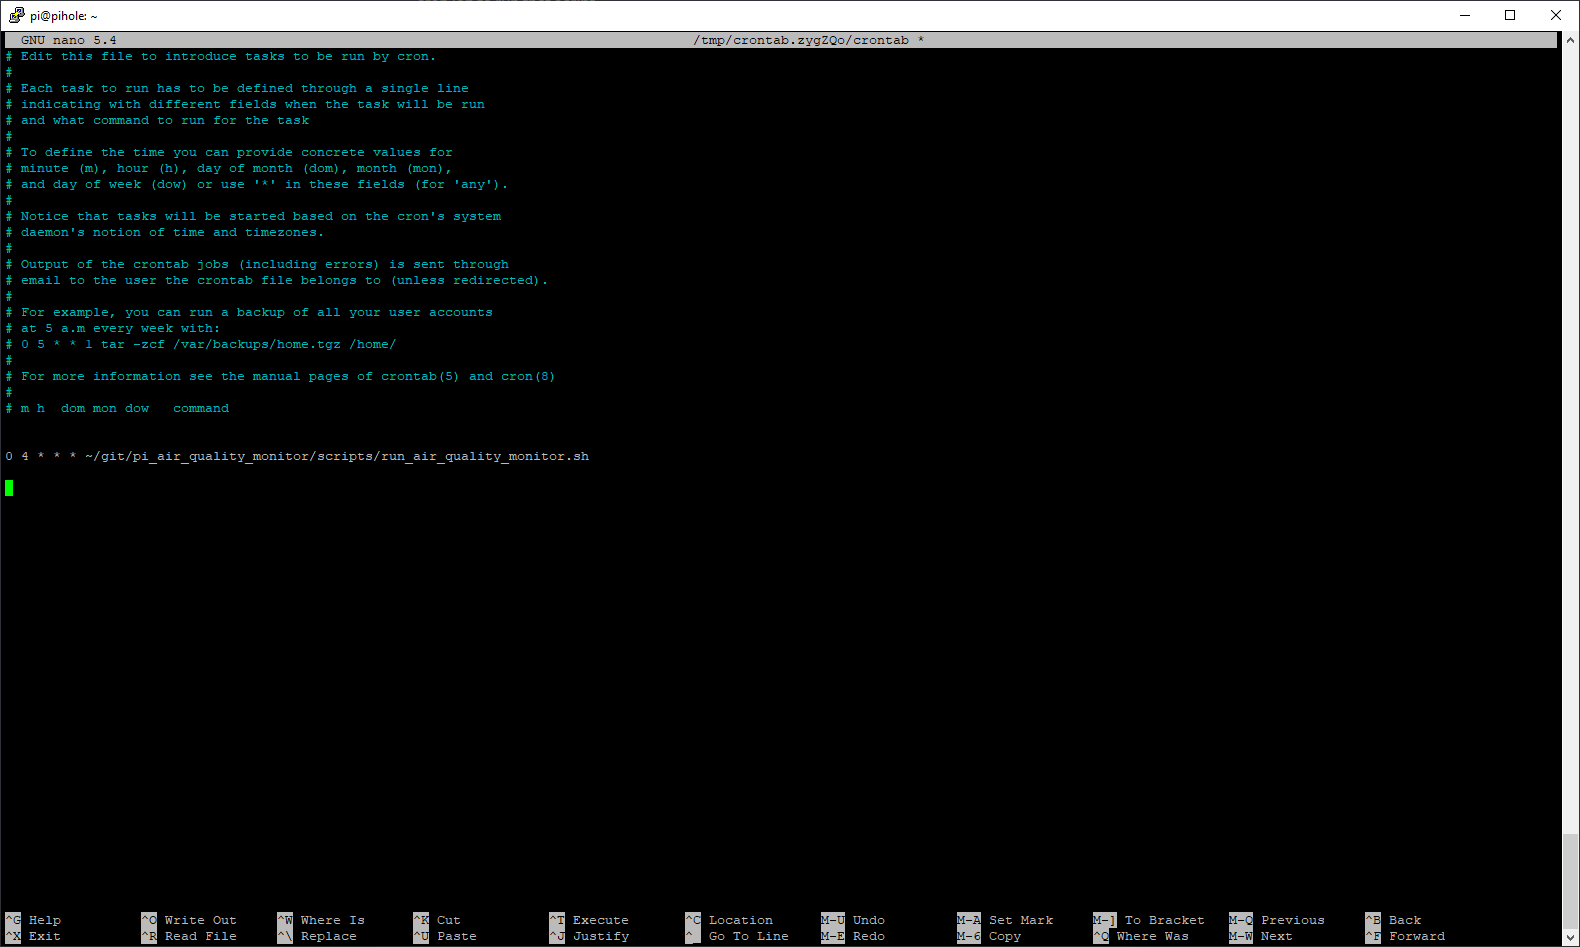 pi@pihole: ~
GNU nano 5.4 /tmp/crontab.zygZQo/crontab *
# Edit this file to introduce tasks to be run by cron.
#
# Each task to run has to be defined through a single line
# indicating with different fields when the task will be run
# and what command to run for the task
#
# To define the time you can provide concrete values for
# minute (m), hour (h), day of month (dom), month (mon),
# and day of week (dow) or use '*' in these fields (for 'any').
#
# Notice that tasks will be started based on the cron's system
# daemon's notion of time and timezones.
#
# Output of the crontab jobs (including errors) is sent through
# email to the user the crontab file belongs to (unless redirected).
#
# For example, you can run a backup of all your user accounts
# at 5 a.m every week with:
# 0 5 * * 1 tar -zcf /var/backups/home.tgz /home/
#
# For more information see the manual pages of crontab(5) and cron(8)
#
# m h  dom mon dow   command
0 4 * * * ~/git/pi_air_quality_monitor/scripts/run_air_quality_monitor.sh
^G Help ^O Write Out ^W Where Is ^K Cut ^T Execute ^C Location M-U Undo M-A Set Mark M-] To Bracket M-Q Previous ^B Back
^X Exit ^R Read File ^\ Replace ^U Paste ^J Justify ^_ Go To Line M-E Redo M-6 Copy ^Q Where Was M-W Next ^F Forward